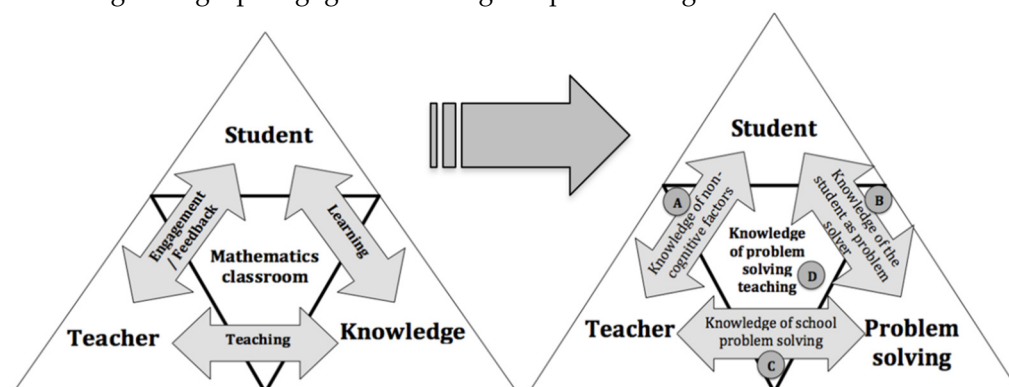 Student
Engagement
/ Feedback
Learning
Mathematics
classroom
Teacher
Teaching
Knowledge
Student
A
Knowledge of non-
cognitive factors
B
Knowledge of the
student as problem
solver
Knowledge
of problem
solving
teaching
D
Teacher
Knowledge of school
problem solving
C
Problem
solving